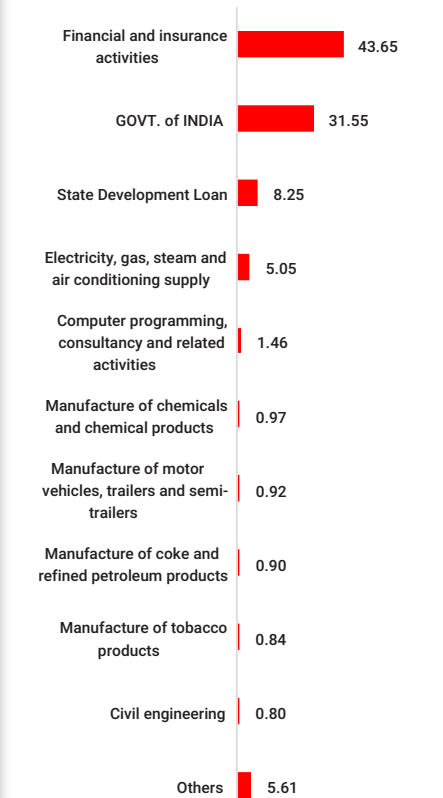 Financial and insurance
activities
43.65
GOVT. of INDIA
31.55
State Development Loan
8.25
Electricity, gas, steam and
air conditioning supply
5.05
Computer programming,
consultancy and related
activities
1.46
Manufacture of chemicals
and chemical products
0.97
Manufacture of motor
vehicles, trailers and semi-
trailers
0.92
Manufacture of coke and
refined petroleum products
0.90
Manufacture of tobacco
products
0.84
Civil engineering
0.80
Others
5.61